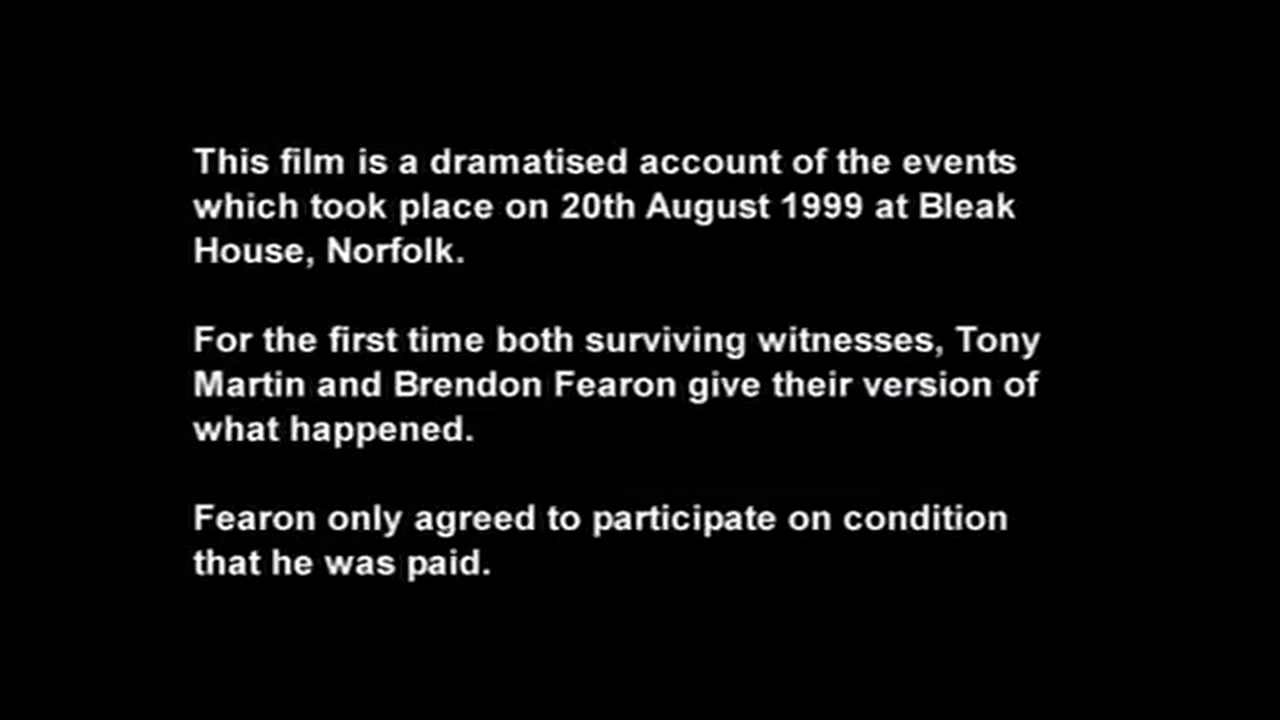 This film is a dramatised account of the events
which took place on 20th August 1999 at Bleak
House, Norfolk.
For the first time both surviving witnesses, Tony
Martin and Brendon Fearon give their version of
what happened.
Fearon only agreed to participate on condition
that he was paid.